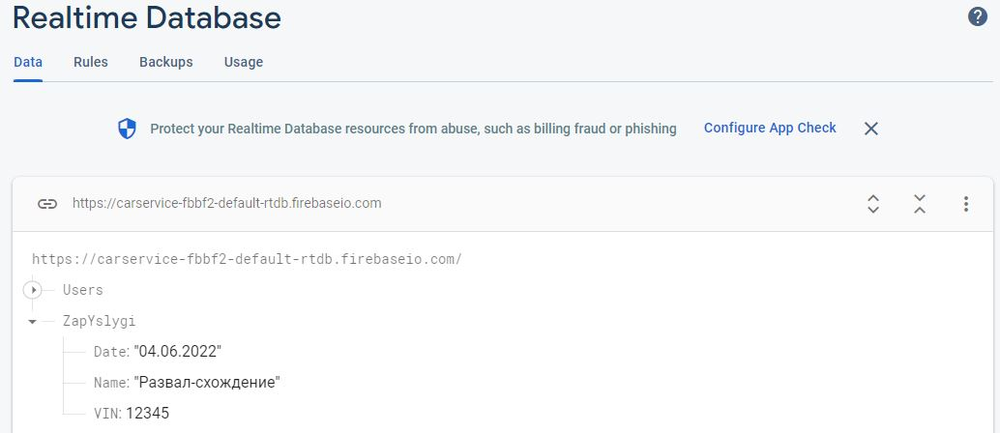 Realtime Database
Data Rules Backups Usage
Protect your Realtime Database resources from abuse, such as billing fraud or phishing Configure App Check
https://carservice-fbbf2-default-rtdb.firebaseio.com
https://carservice-fbbf2-default-rtdb.firebaseio.com/
Users
ZapYslygi
Date: "04.06.2022"
Name: "Развал-схождение"
VIN: 12345